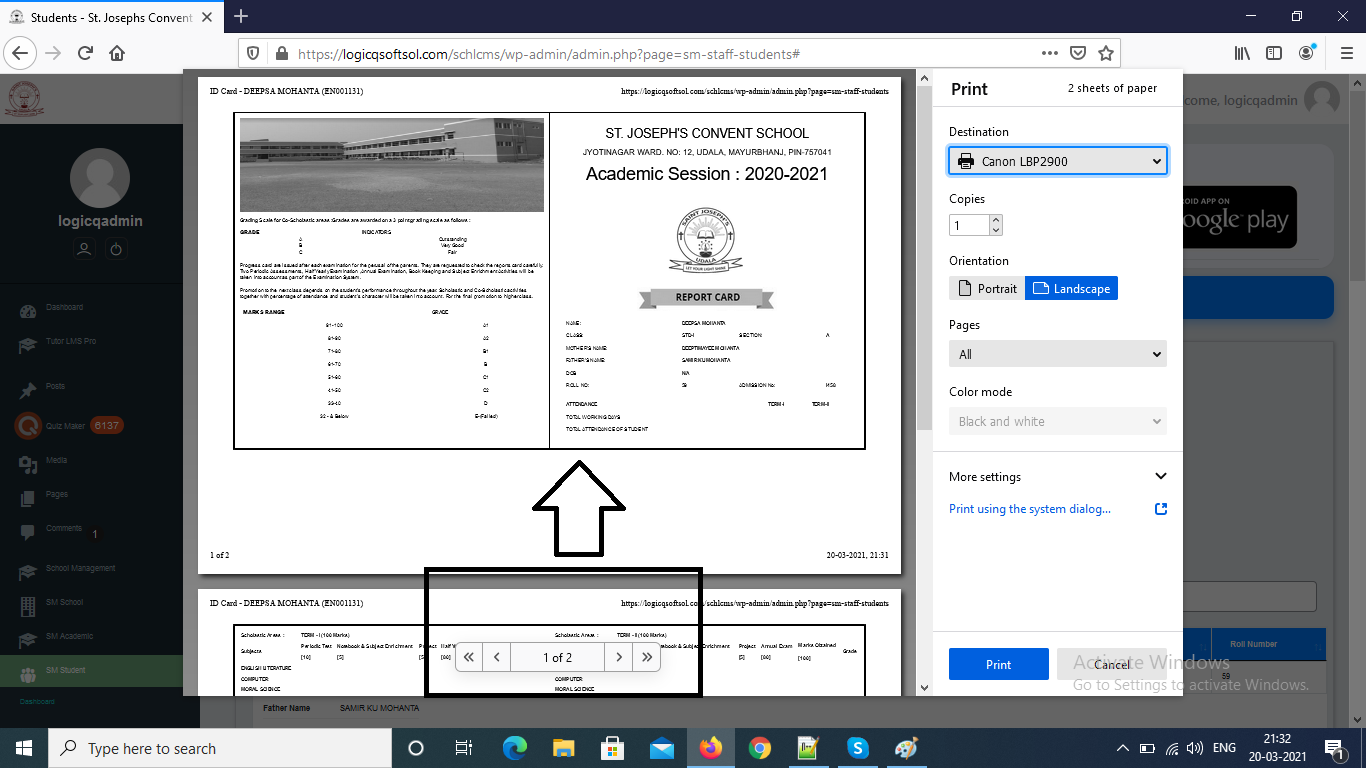 Students - St. Josephs Convent
https://logicqsoftsol.com/schlcms/wp-admin/admin.php?page=sm-staff-students#
come, logicqadmin
logicqadmin
Dashboard
Tutor LMS Pro
Posts
Quiz Maker 6137
Media
Pages
Comments 1
School Management
SM School
SM Academic
SM Student
Dashboard
ID Card - DEEPSA MOHANTA (EN001131) https://logicqsoftsol.com/schlcms/wp-admin/admin.php?page=sm-staff-students
Grading Scale for Co-Scholastic areas :Grades are awarded on a 3 point grading scale as follows :
GRADE INDICATORS
A Outstanding
B Very Good
C Fair
Progress card are issued after each examination for the perusal of the parents. They are requested to check the reports card carefully.
Two Periodic Assessments, Half Yearly Examination ,Annual Examination, Book Keeping and Subject Enrichment Activities will be
taken into account as part of the Examination System.
Promotion to the next class depends on the student's performance throughout the year. Scholastic and Co-Scholastic activities
together with percentage of attendance and student's character will be taken into account. For the final promotion to higher class.
MARKS RANGE GRADE
91-100 A1
81-90 A2
71-80 B1
61-70 B
51-60 C1
41-50 C2
33-40 D
32 - & Below E-(Failed)
ST. JOSEPH'S CONVENT SCHOOL
JYOTINAGAR WARD. NO: 12, UDALA, MAYURBHANJ, PIN-757041
Academic Session : 2020-2021
SAINT JOSEPH'S
UDALA
LET YOUR LIGHT SHINE
REPORT CARD
NAME: DEEPSA MOHANTA
CLASS: STD-I SECTION: A
MOTHER'S NAME: DEEPTIMAYEE MOHANTA
FATHER'S NAME: SAMIR KU MOHANTA
DOB N/A
ROLL NO: 59 ADMISSION No:
ATTENDANCE TERM-I TERM-II
TOTAL WORKING DAYS
TOTAL ATTENDANCE OF STUDENT
1 of 2 20-03-2021, 21:31
ID Card - DEEPSA MOHANTA (EN001131) https://logicqsoftsol.com/schlcms/wp-admin/admin.php?page=sm-staff-students
Scholastic Areas : TERM - I (100 Marks) Scholastic Areas : TERM - II (100 Marks)
Subjects Periodic Test Notebook & Subject Enrichment Project Half Y ook & Subject Enrichment Project Annual Exam Marks Obtained Grade
[10] [5] [5] [80] [5] [80] [100]
ENGLISH LITERATURE
COMPUTER COMPUTER
MORAL SCIENCE MORAL SCIENCE
1 of 2
Father Name SAMIR KU MOHANTA
Print 2 sheets of paper
Destination
Canon LBP2900
Copies
1
Orientation
Portrait Landscape
Pages
All
Color mode
Black and white
More settings
Print using the system dialog...
Print Cancel
ROID APP ON
oogle play
Roll Number
59
Activate Windows
Go to Settings to activate Windows.
Type here to search
ENG
21:32
20-03-2021
1